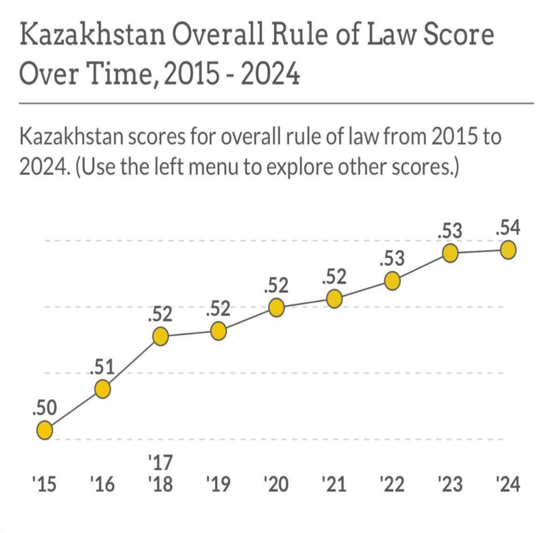 Kazakhstan Overall Rule of Law Score
Over Time, 2015 - 2024
Kazakhstan scores for overall rule of law from 2015 to
2024. (Use the left menu to explore other scores.)
.50
.51
.52
.52
.52
.52
.53
.53
.54
'17
'15 '16 '18 '19 '20 '21 '22 '23 '24